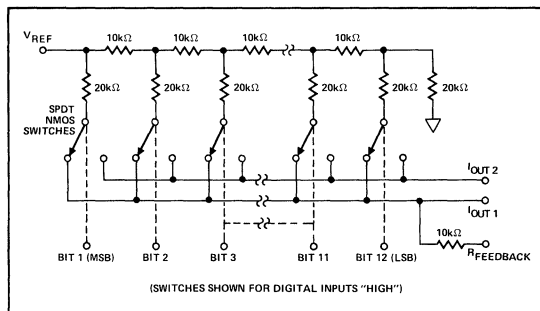 VREF
10kΩ 10kΩ 10kΩ 10kΩ
20kΩ 20kΩ 20kΩ 20kΩ 20kΩ 20kΩ
SPDT
NMOS
SWITCHES
IOUT 2
IOUT 1
10kΩ
RFEEDBACK
BIT 1 (MSB) BIT 2 BIT 3 BIT 11 BIT 12 (LSB)
(SWITCHES SHOWN FOR DIGITAL INPUTS "HIGH")